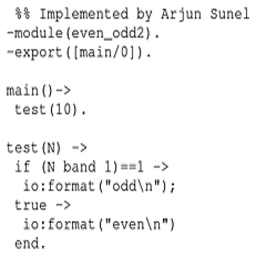 %% Implemented by Arjun Sunel
-module(even_odd2).
-export([main/0]).

main()->
 test(10).

test(N) ->
 if (N band 1)==1 ->
  io:format("odd\n");
 true ->
  io:format("even\n")
 end.